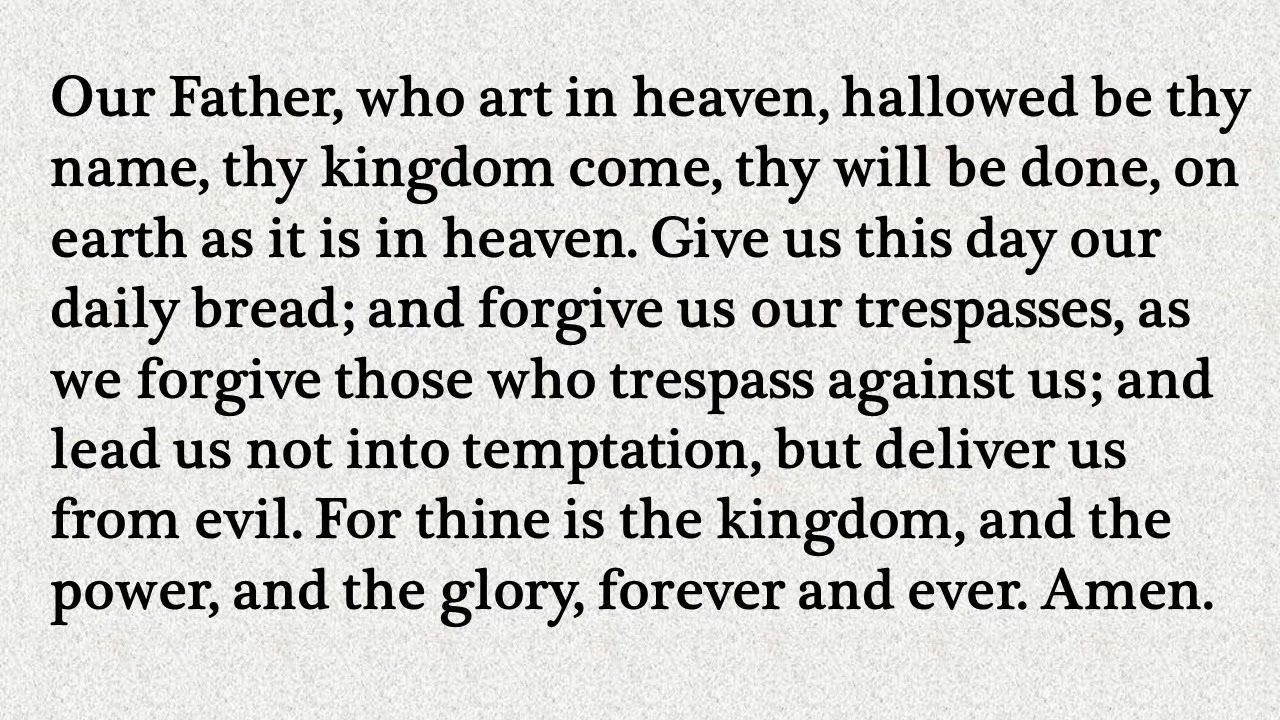 Our Father, who art in heaven, hallowed be thy
name, thy kingdom come, thy will be done, on
earth as it is in heaven. Give us this day our
daily bread; and forgive us our trespasses, as
we forgive those who trespass against us; and
lead us not into temptation, but deliver us
from evil. For thine is the kingdom, and the
power, and the glory, forever and ever. Amen.